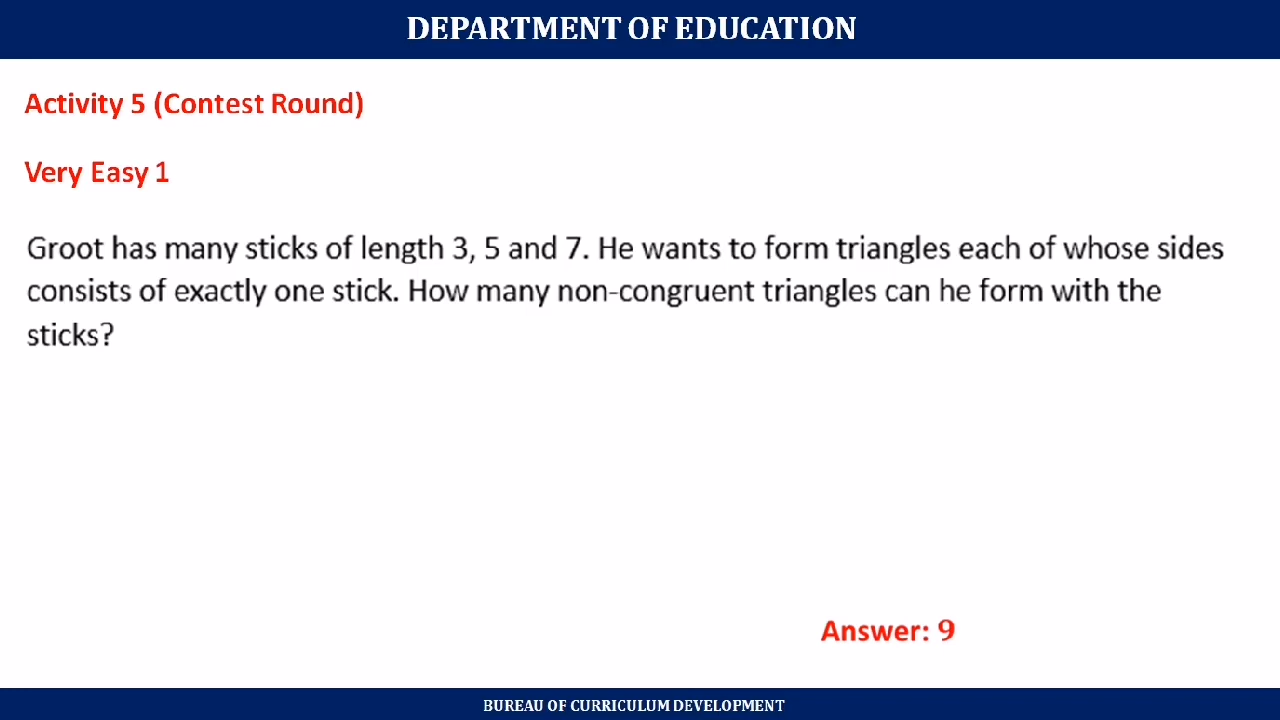 DEPARTMENT OF EDUCATION
Activity 5 (Contest Round)
Very Easy 1
Groot has many sticks of length 3, 5 and 7. He wants to form triangles each of whose sides
consists of exactly one stick. How many non-congruent triangles can he form with the
sticks?
Answer: 9
BUREAU OF CURRICULUM DEVELOPMENT